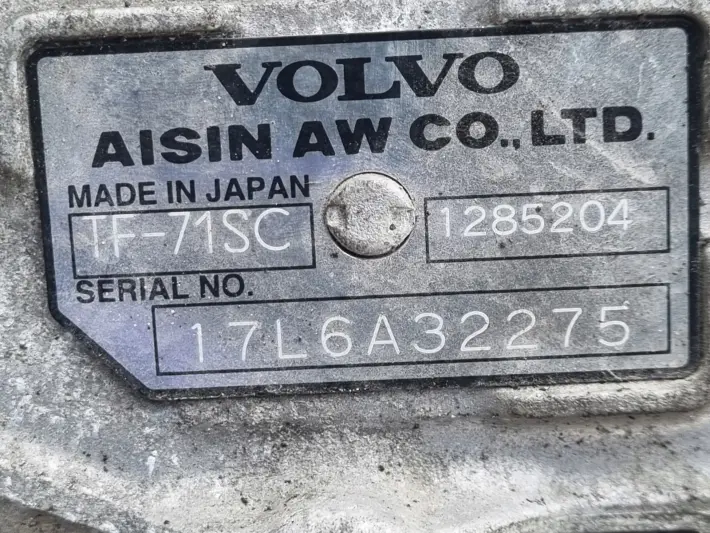 VOLVO
AISIN AW CO., LTD.
MADE IN JAPAN
TF-71SC 1285204
SERIAL NO.
17L6A32275